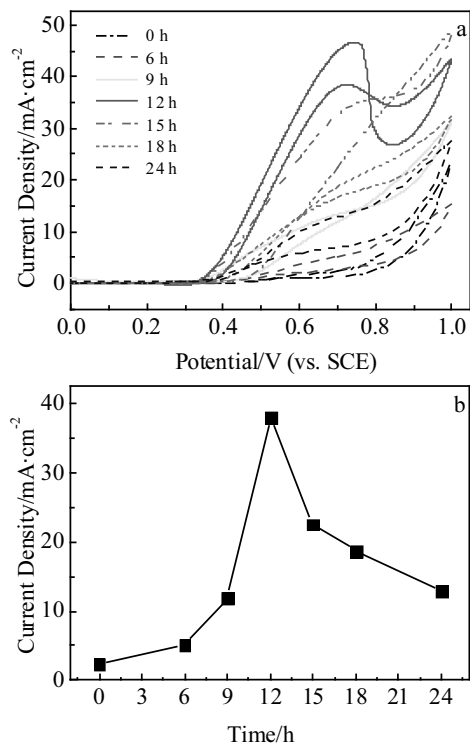 a
50
40
30
20
10
0
Current Density/mA·cm-2
0 h
6 h
9 h
12 h
15 h
18 h
24 h
0.0 0.2 0.4 0.6 0.8 1.0
Potential/V (vs. SCE)
b
40
30
20
10
0
Current Density/mA·cm-2
0 3 6 9 12 15 18 21 24
Time/h